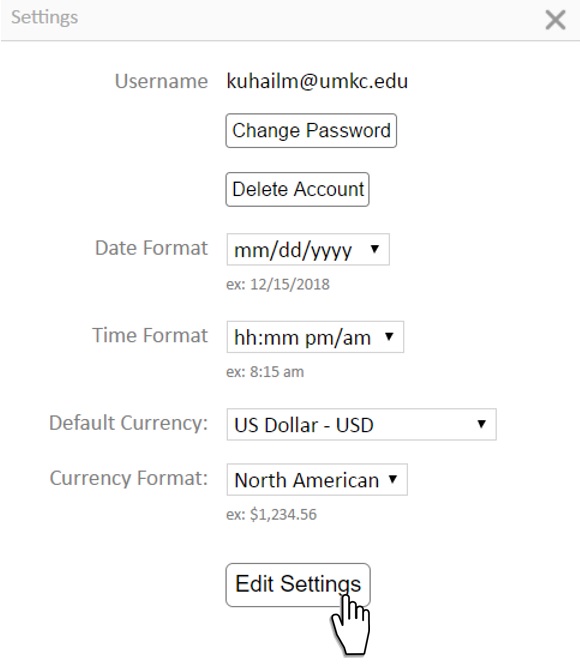 Settings
Username kuhailm@umkc.edu
Change Password
Delete Account
Date Format mm/dd/yyyy
ex: 12/15/2018
Time Format hh:mm pm/am
ex: 8:15 am
Default Currency: US Dollar - USD
Currency Format: North American
ex: $1,234.56
Edit Settings